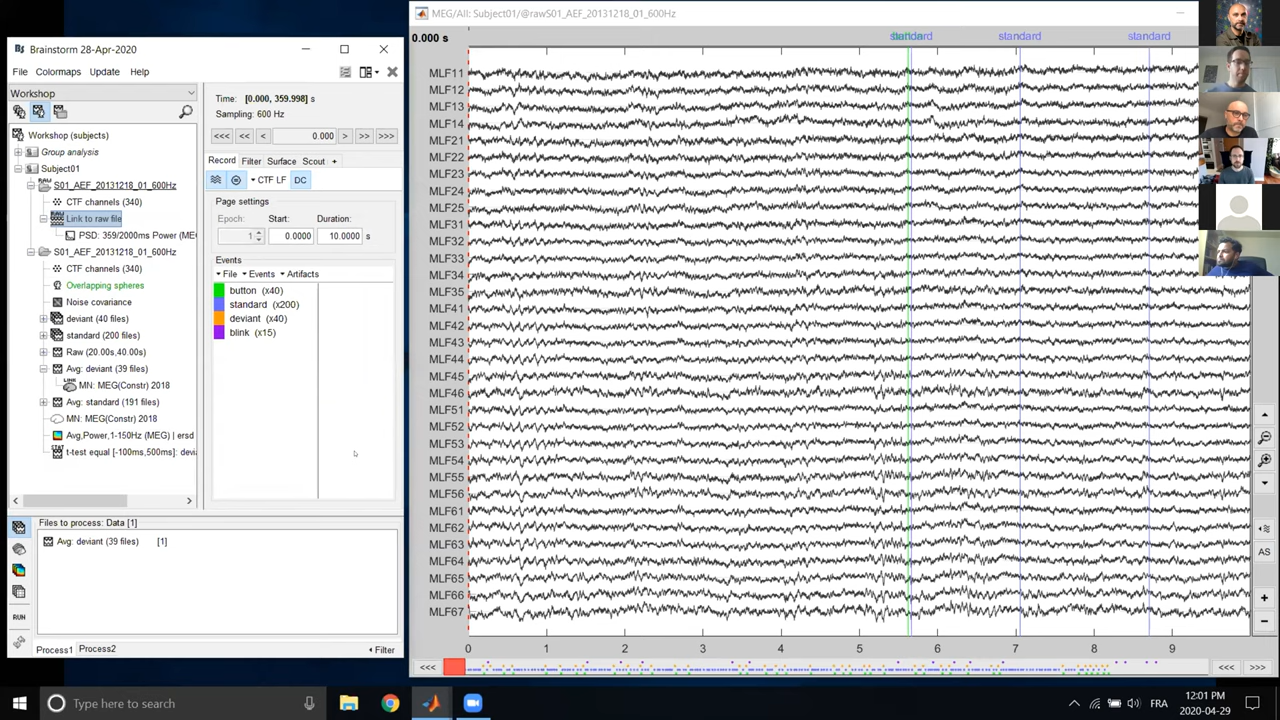 Brainstorm 28-Apr-2020
File Colormaps Update Help
Workshop
Workshop (subjects)
Group analysis
Subject01
S01_AEF_20131218_01_600Hz
CTF channels (340)
Link to raw file
PSD: 359/2000ms Power (MEG
S01_AEF_20131218_01_600Hz
CTF channels (340)
Overlapping spheres
Noise covariance
deviant (40 files)
standard (200 files)
Raw (20.00s,40.00s)
Avg: deviant (39 files)
LINK
MN: MEG(Constr) 2018
Avg: standard (191 files)
MN: MEG(Constr) 2018
Avg,Power,1-150Hz (MEG) | ersd
STAT
t-test equal [-100ms,500ms]: devia
Time: [0.000, 359.998] s
Sampling: 600 Hz
<<< << < 0.000 > >> >>>
Record Filter Surface Scout +
CTF LF DC
Page settings
Epoch: Start: Duration:
1 0.0000 10.0000 s
Events
File Events Artifacts
button (x40)
standard (x200)
deviant (x40)
blink (x15)
Files to process: Data [1]
Avg: deviant (39 files) [1]
RUN
Process1 Process2 Filter
MEG/All: Subject01/@rawS01_AEF_20131218_01_600Hz
0.000 s
standard standard standard
MLF11
MLF12
MLF13
MLF14
MLF21
MLF22
MLF23
MLF24
MLF25
MLF31
MLF32
MLF33
MLF34
MLF35
MLF41
MLF42
MLF43
MLF44
MLF45
MLF46
MLF51
MLF52
MLF53
MLF54
MLF55
MLF56
MLF61
MLF62
MLF63
MLF64
MLF65
MLF66
MLF67
0 1 2 3 4 5 6 7 8 9
<<< <<< >>>
AS
+
−
Type here to search
FRA
12:01 PM
2020-04-29